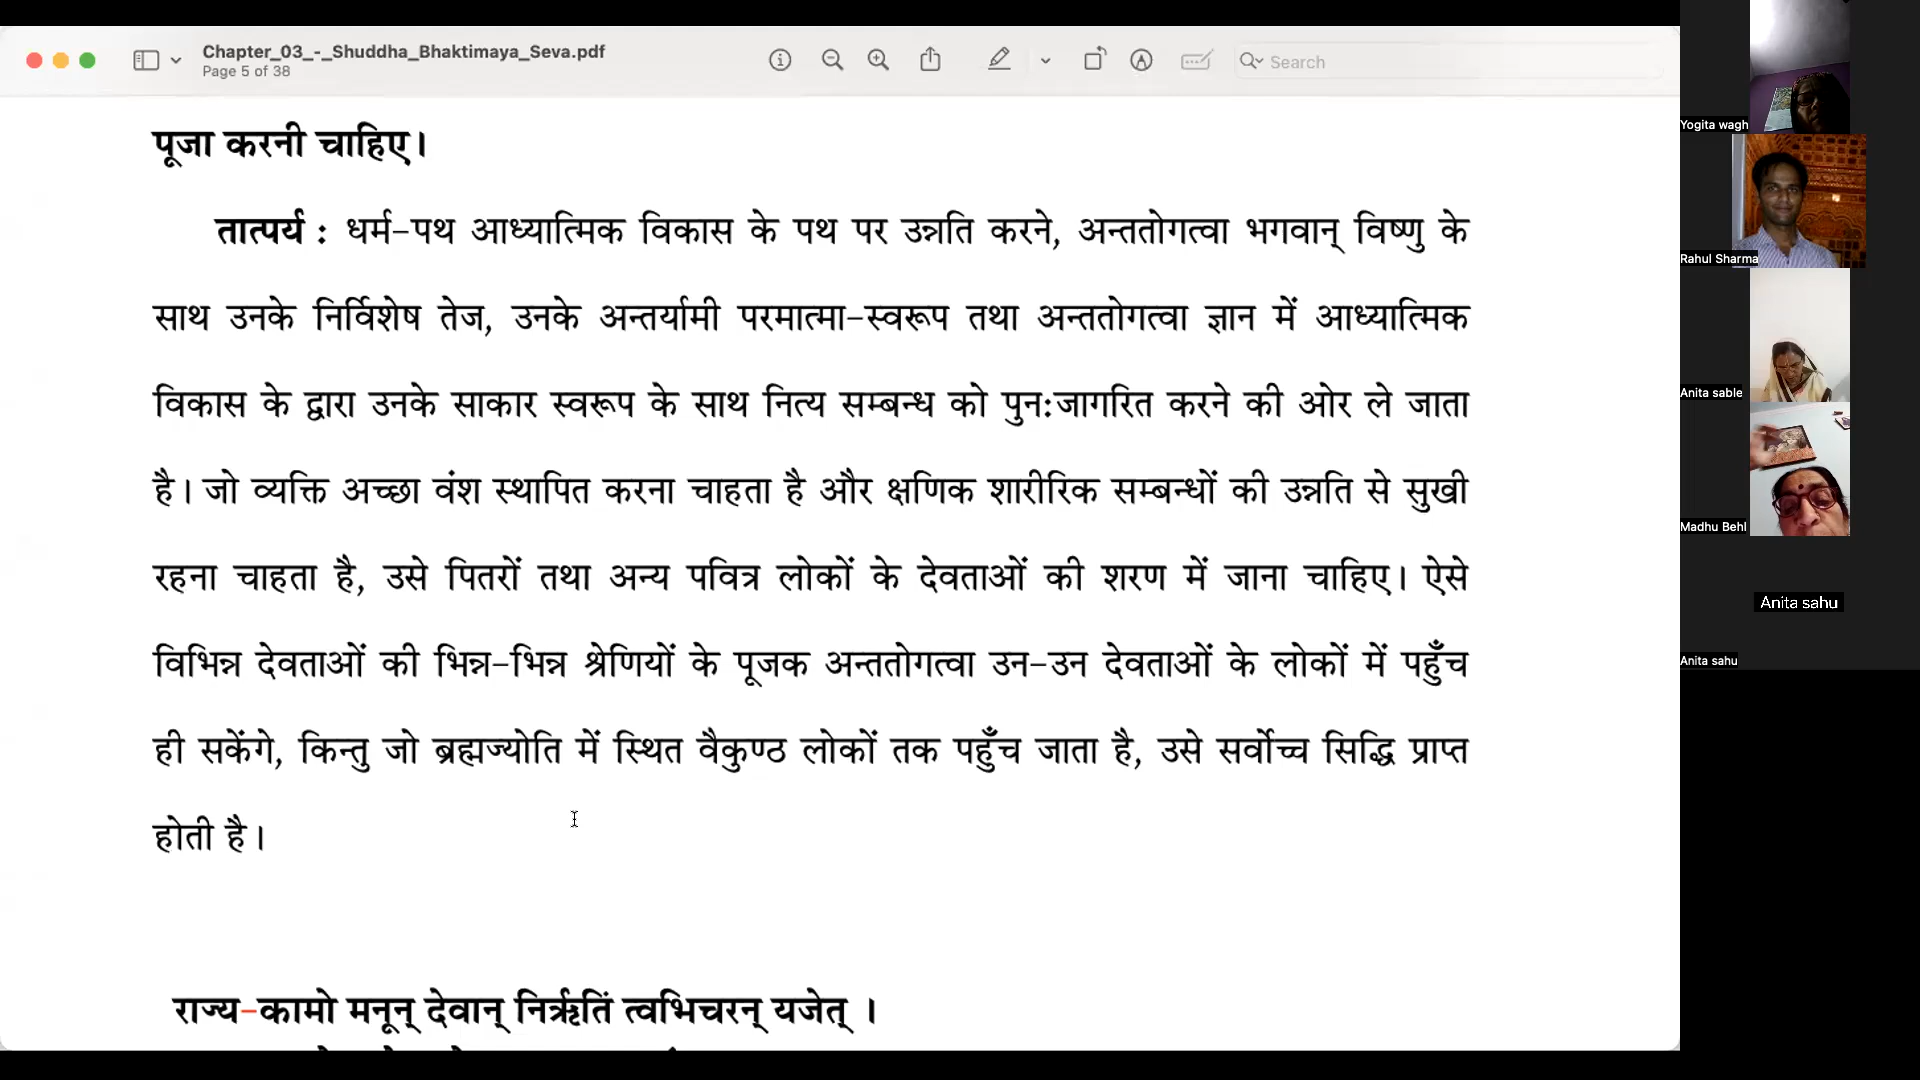 Chapter_03_-_Shuddha_Bhaktimaya_Seva.pdf
Page 5 of 38
Search
पूजा करनी चाहिए।
तात्पर्य : धर्म-पथ आध्यात्मिक विकास के पथ पर उन्नति करने, अन्ततोगत्वा भगवान् विष्णु के
साथ उनके निर्विशेष तेज, उनके अन्तर्यामी परमात्मा-स्वरूप तथा अन्ततोगत्वा ज्ञान में आध्यात्मिक
विकास के द्वारा उनके साकार स्वरूप के साथ नित्य सम्बन्ध को पुनःजागरित करने की ओर ले जाता
है। जो व्यक्ति अच्छा वंश स्थापित करना चाहता है और क्षणिक शारीरिक सम्बन्धों की उन्नति से सुखी
रहना चाहता है, उसे पितरों तथा अन्य पवित्र लोकों के देवताओं की शरण में जाना चाहिए। ऐसे
विभिन्न देवताओं की भिन्न-भिन्न श्रेणियों के पूजक अन्ततोगत्वा उन-उन देवताओं के लोकों में पहुँच
ही सकेंगे, किन्तु जो ब्रह्मज्योति में स्थित वैकुण्ठ लोकों तक पहुँच जाता है, उसे सर्वोच्च सिद्धि प्राप्त
होती है।
राज्य-कामो मनून् देवान् निर्ऋतिं त्वभिचरन् यजेत् ।
Yogita wagh
Rahul Sharma
Anita sable
Madhu Behl
Anita sahu
Anita sahu